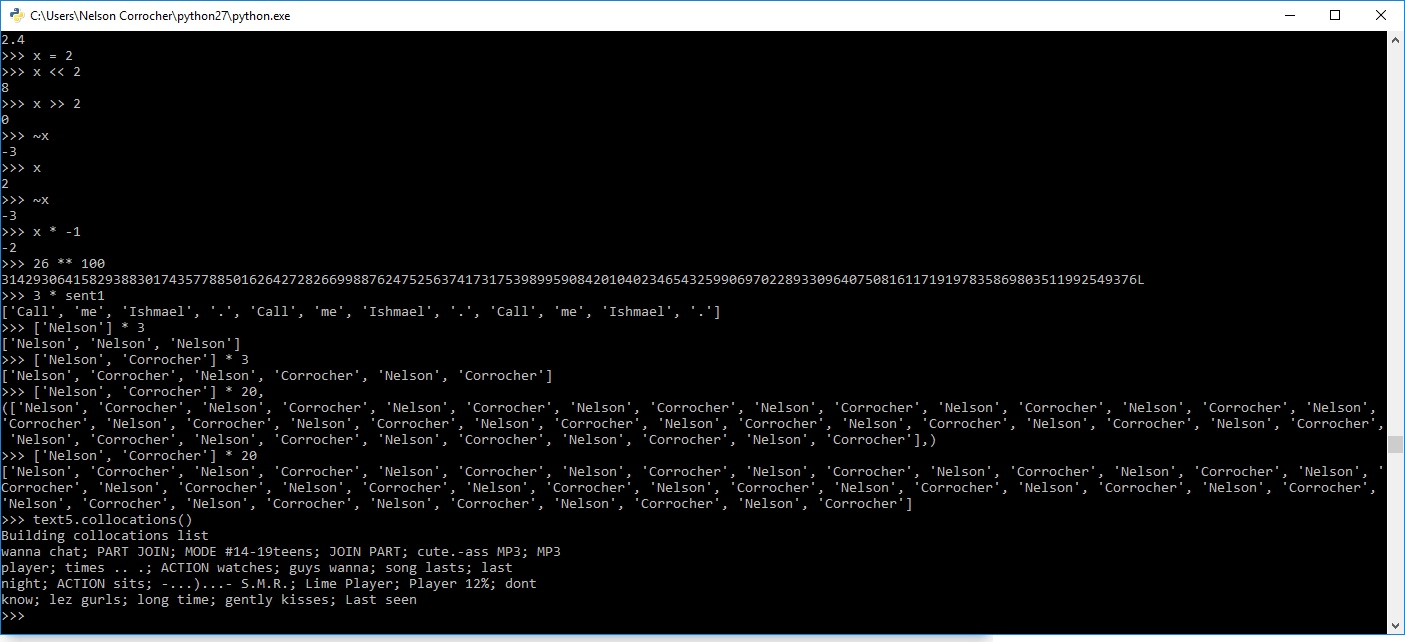 C:\Users\Nelson Corrocher\python27\python.exe
2.4
>>> x = 2
>>> x << 2
8
>>> x >> 2
0
>>> ~x
-3
>>> x
2
>>> ~x
-3
>>> x * -1
-2
>>> 26 ** 100
3142930641582938830174357788501626427282669988762475256374173175398995908420104023465432599069702289330964075081611719197835869803511992549376L
>>> 3 * sent1
['Call', 'me', 'Ishmael', '.', 'Call', 'me', 'Ishmael', '.', 'Call', 'me', 'Ishmael', '.']
>>> ['Nelson'] * 3
['Nelson', 'Nelson', 'Nelson']
>>> ['Nelson', 'Corrocher'] * 3
['Nelson', 'Corrocher', 'Nelson', 'Corrocher', 'Nelson', 'Corrocher']
>>> ['Nelson', 'Corrocher'] * 20,
(['Nelson', 'Corrocher', 'Nelson', 'Corrocher', 'Nelson', 'Corrocher', 'Nelson', 'Corrocher', 'Nelson', 'Corrocher', 'Nelson', 'Corrocher', 'Nelson', 'Corrocher', 'Nelson',
'Corrocher', 'Nelson', 'Corrocher', 'Nelson', 'Corrocher', 'Nelson', 'Corrocher', 'Nelson', 'Corrocher', 'Nelson', 'Corrocher', 'Nelson', 'Corrocher', 'Nelson', 'Corrocher',
'Nelson', 'Corrocher', 'Nelson', 'Corrocher', 'Nelson', 'Corrocher', 'Nelson', 'Corrocher', 'Nelson', 'Corrocher'],)
>>> ['Nelson', 'Corrocher'] * 20
['Nelson', 'Corrocher', 'Nelson', 'Corrocher', 'Nelson', 'Corrocher', 'Nelson', 'Corrocher', 'Nelson', 'Corrocher', 'Nelson', 'Corrocher', 'Nelson', 'Corrocher', 'Nelson', '
Corrocher', 'Nelson', 'Corrocher', 'Nelson', 'Corrocher', 'Nelson', 'Corrocher', 'Nelson', 'Corrocher', 'Nelson', 'Corrocher', 'Nelson', 'Corrocher', 'Nelson', 'Corrocher',
'Nelson', 'Corrocher', 'Nelson', 'Corrocher', 'Nelson', 'Corrocher', 'Nelson', 'Corrocher', 'Nelson', 'Corrocher']
>>> text5.collocations()
Building collocations list
wanna chat; PART JOIN; MODE #14-19teens; JOIN PART; cute.-ass MP3; MP3
player; times .. .; ACTION watches; guys wanna; song lasts; last
night; ACTION sits; -...)...- S.M.R.; Lime Player; Player 12%; dont
know; lez gurls; long time; gently kisses; Last seen
>>>